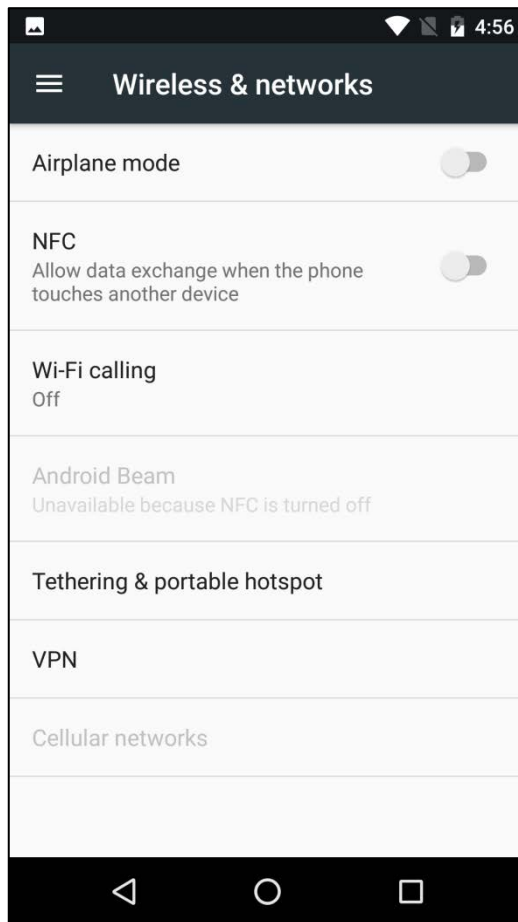 4:56
Wireless & networks
Airplane mode
NFC
Allow data exchange when the phone
touches another device
Wi-Fi calling
Off
Android Beam
Unavailable because NFC is turned off
Tethering & portable hotspot
VPN
Cellular networks